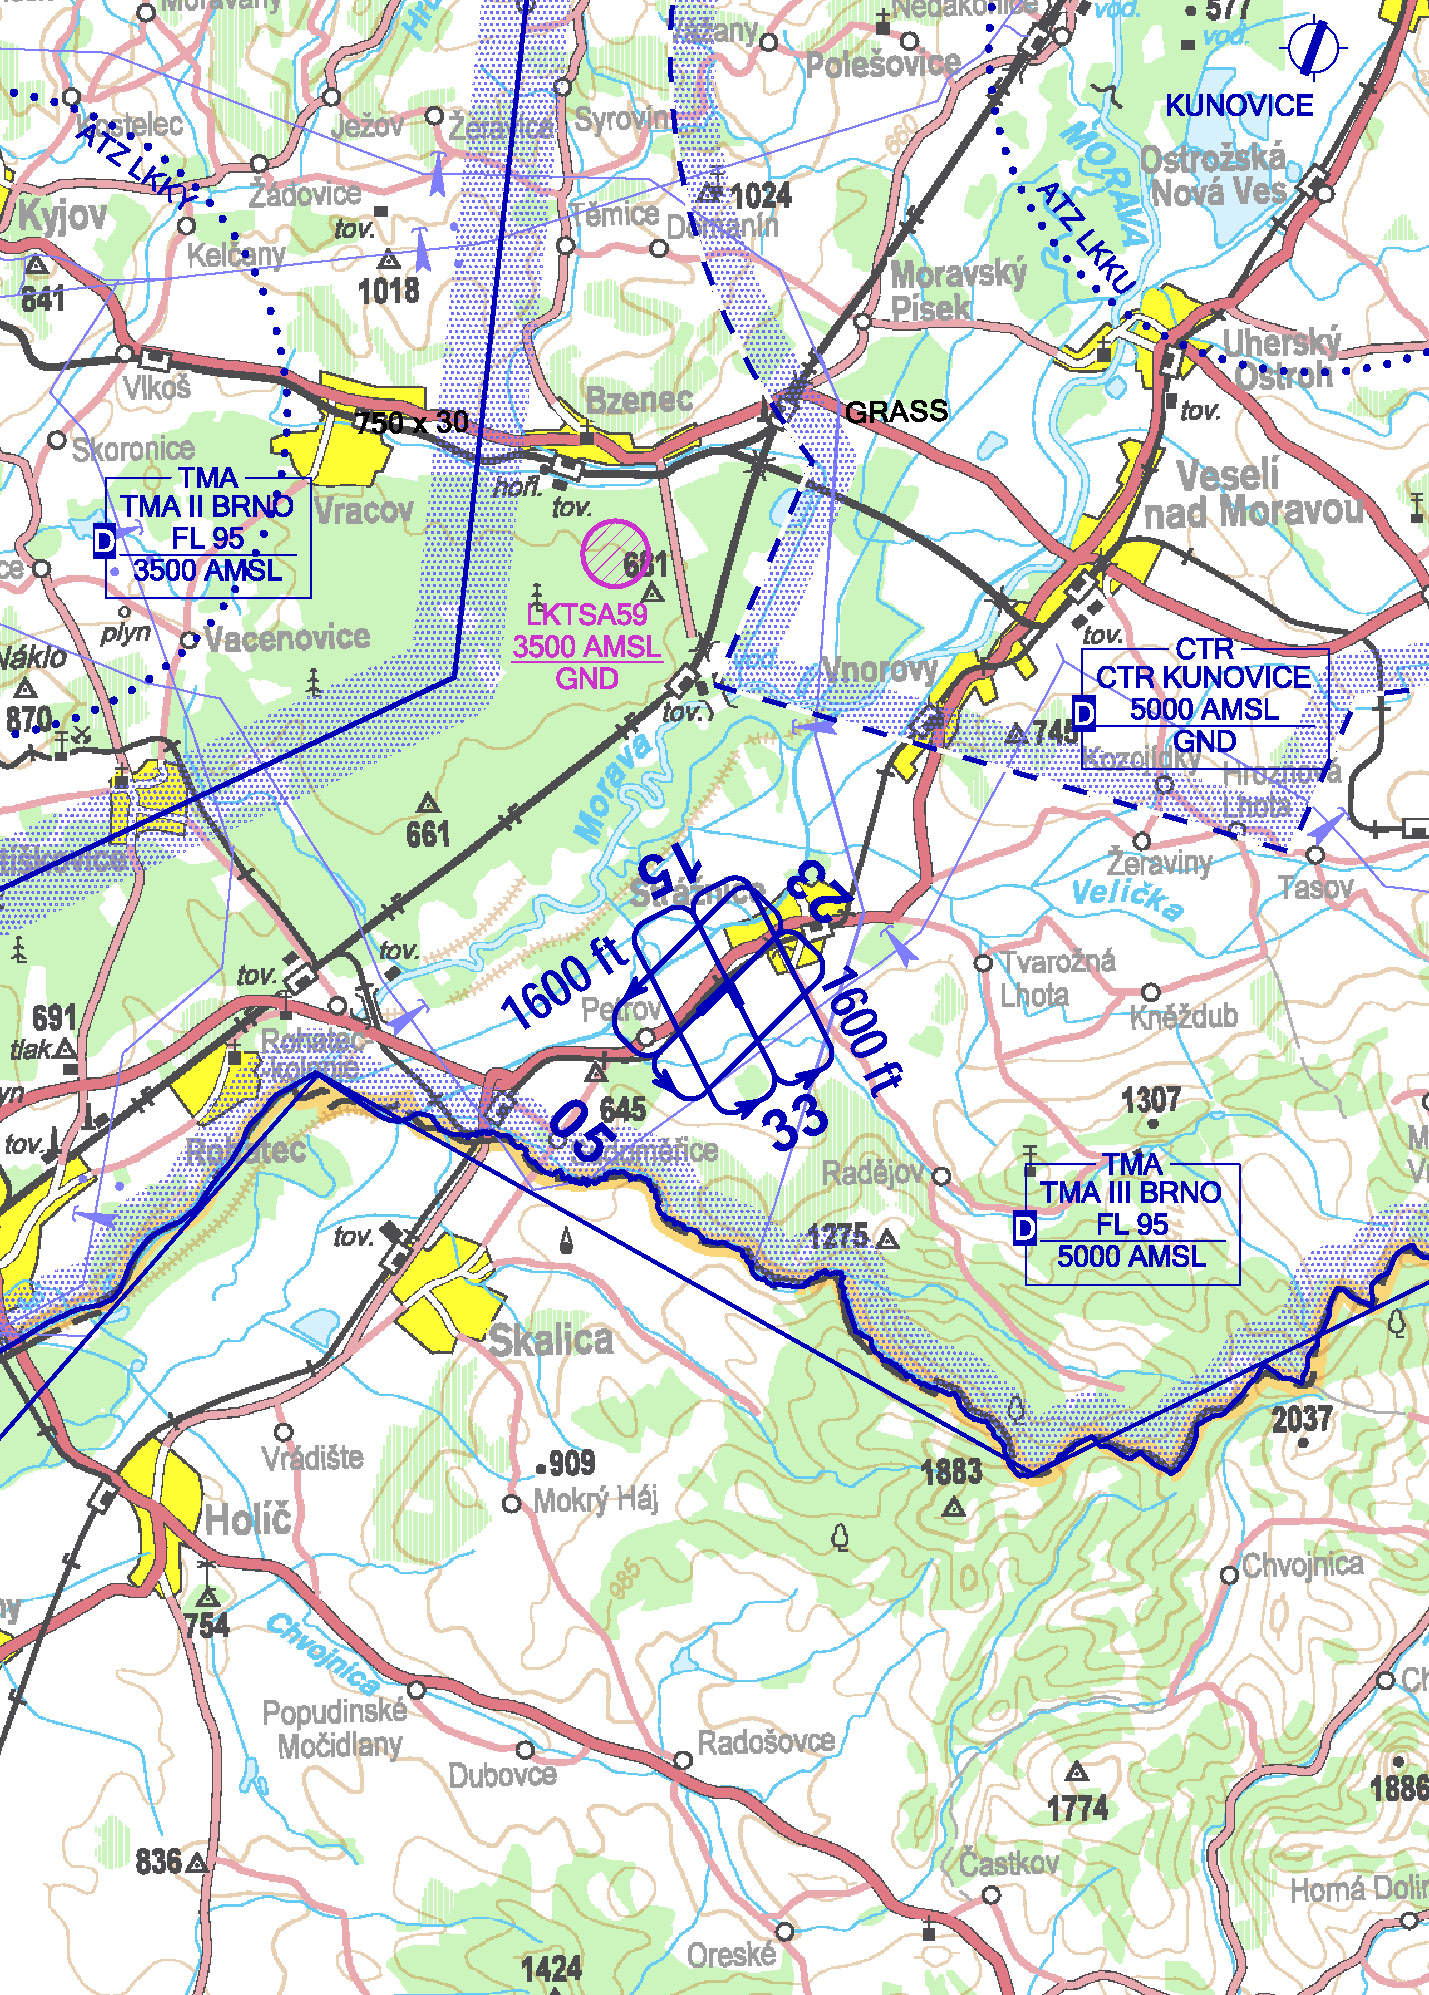 Moravany
Žeražany
Nedakonice
vod.
577
Polešovice
vod.
KUNOVICE
Kostelec
Ježov
Žeravice
Syrovín
MORAVA
Ostrožská
Nová Ves
ATZ LKKY
Žádovice
1024
ATZ LKKU
Kyjov
tov.
Těmice
Domanín
Kelčany
641
1018
Moravský
Písek
Uherský
Ostroh
Vlkoš
Bzenec
tov.
750 x 30
GRASS
Skoronice
TMA
TMA II BRNO
FL 95
3500 AMSL
D
Vracov
hoř.
tov.
Veselí
nad Moravou
681
LKTSA59
3500 AMSL
GND
plyn
Vacenovice
tov.
Náklo
870
vod.
Vnorovy
tov.
CTR
CTR KUNOVICE
5000 AMSL
GND
D
745
Kozojídky
Hroznová
Lhota
Morava
661
Žeraviny
Tasov
Velička
15
23
Strážnice
tov.
tov.
1600 ft
1600 ft
Petrov
Tvarožná
Lhota
Kněždub
691
tlak.
Rohatec-
kolonie
05
645
33
1307
tov.
Rohatec
Sudoměřice
Radějov
TMA
TMA III BRNO
FL 95
5000 AMSL
D
tov.
1275
Skalica
2037
Vrádište
909
Mokrý Háj
1883
Holíč
Chvojnica
985
754
Chvojnica
Popudinské
Močidlany
Radošovce
Dubovce
1774
1886
836
Častkov
Oreské
1424